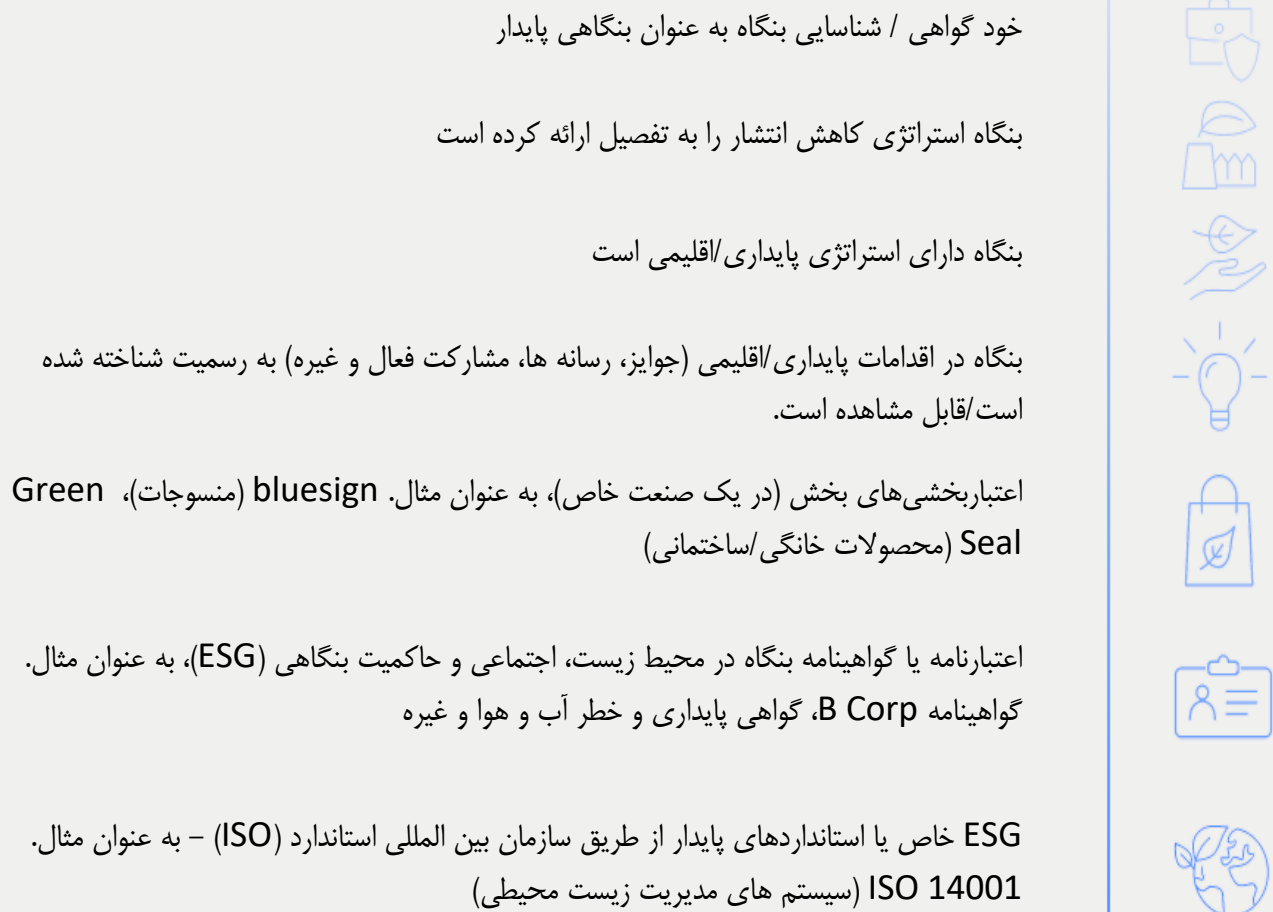 خود گواهی / شناسایی بنگاه به عنوان بنگاهی پایدار
بنگاه استراتژی کاهش انتشار را به تفصیل ارائه کرده است
بنگاه دارای استراتژی پایداری/اقلیمی است
بنگاه در اقدامات پایداری/اقلیمی (جوایز، رسانه ها، مشارکت فعال و غیره) به رسمیت شناخته شده
است/قابل مشاهده است.
اعتباربخشی‌های بخش (در یک صنعت خاص)، به عنوان مثال. bluesign (منسوجات)، Green
Seal (محصولات خانگی/ساختمانی)
اعتبارنامه یا گواهینامه بنگاه در محیط زیست، اجتماعی و حاکمیت بنگاهی (ESG)، به عنوان مثال.
گواهینامه B Corp، گواهی پایداری و خطر آب و هوا و غیره
ESG خاص یا استانداردهای پایدار از طریق سازمان بین المللی استاندارد (ISO) – به عنوان مثال.
ISO 14001 (سیستم های مدیریت زیست محیطی)